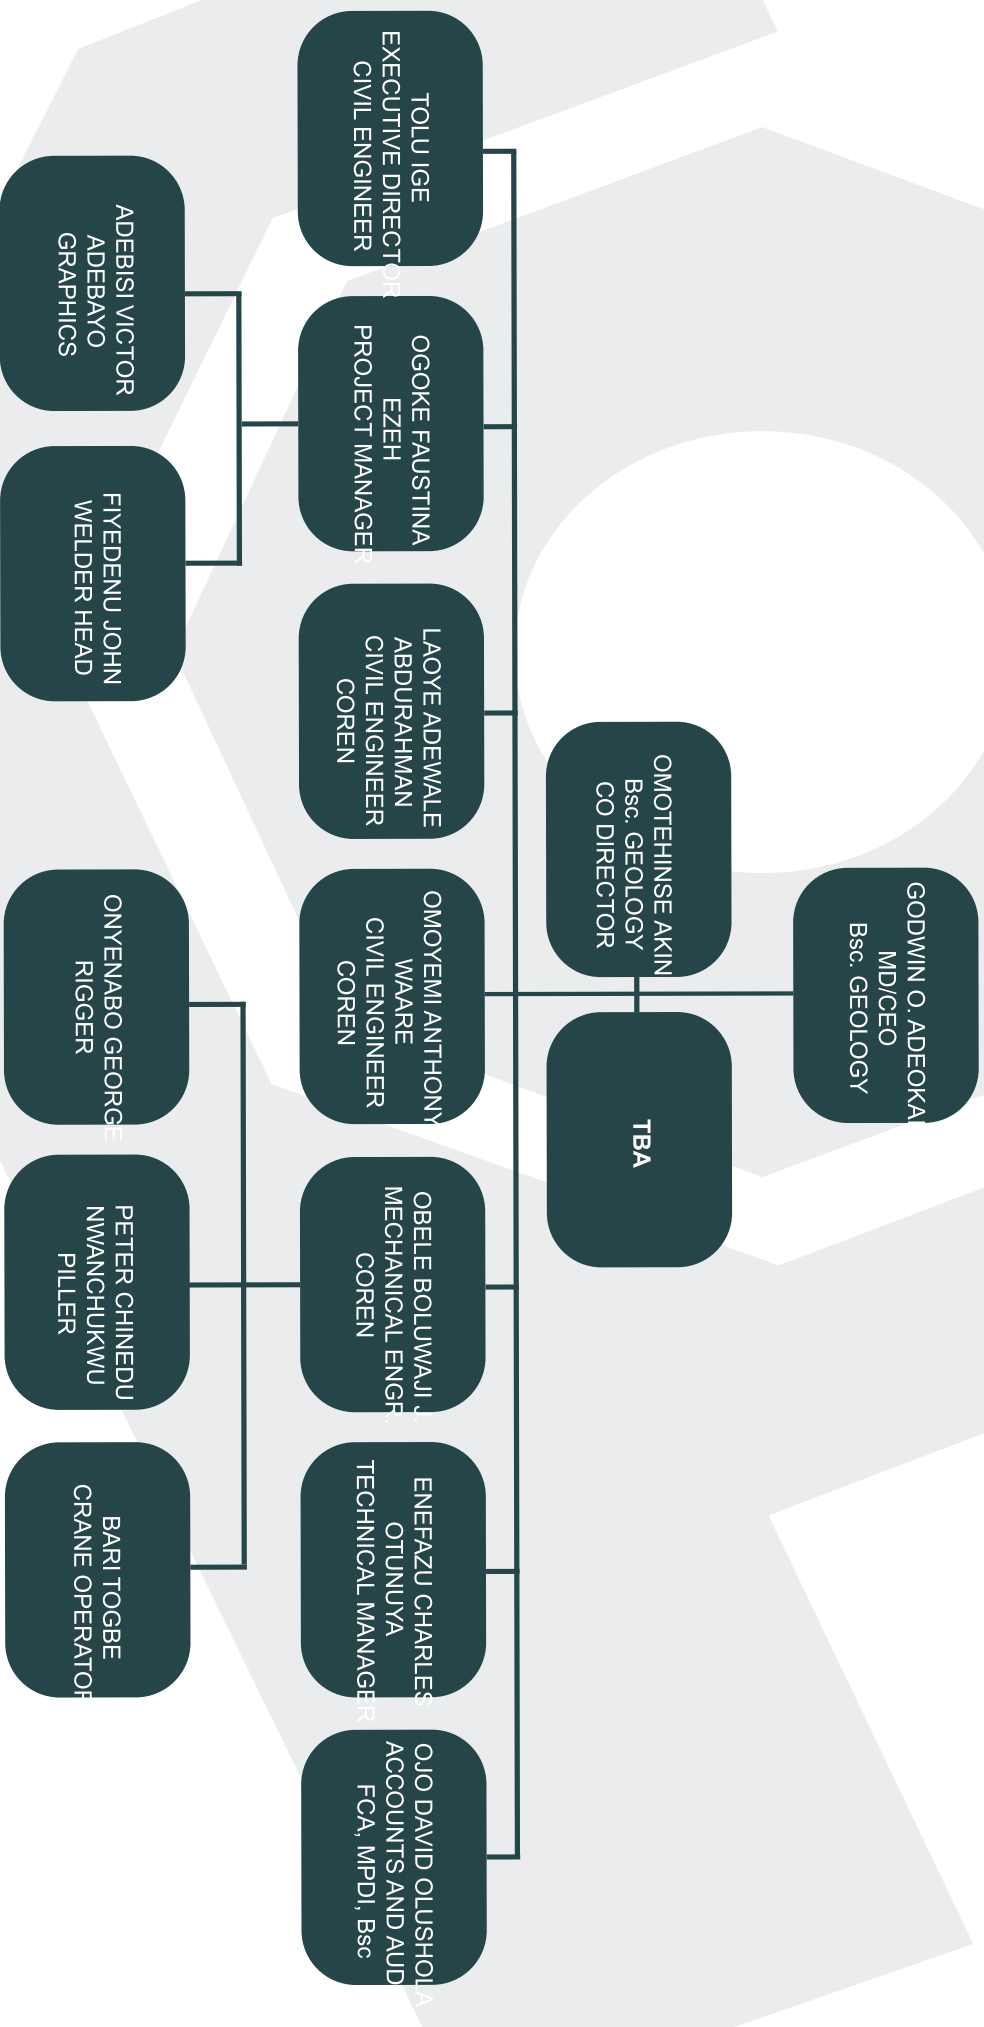 GODWIN O. ADEOKA
MD/CEO
Bsc. GEOLOGY
OMOTEHINSE AKIN
Bsc. GEOLOGY
CO DIRECTOR
TBA
TOLU IGE
EXECUTIVE DIRECTOR
CIVIL ENGINEER
OGOKE FAUSTINA
EZEH
PROJECT MANAGER
LAOYE ADEWALE
ABDURAHMAN
CIVIL ENGINEER
COREN
OMOYEMI ANTHONY
WAARE
CIVIL ENGINEER
COREN
OBELE BOLUWAJI J.
MECHANICAL ENGR.
COREN
ENEFAZU CHARLES
OTUNUYA
TECHNICAL MANAGER
OJO DAVID OLUSHOLA
ACCOUNTS AND AUD
FCA, MPDI, Bsc
ADEBISI VICTOR
ADEBAYO
GRAPHICS
FIYEDENU JOHN
WELDER HEAD
ONYENABO GEORGE
RIGGER
PETER CHINEDU
NWANCHUKWU
PILLER
BARI TOGBE
CRANE OPERATOR